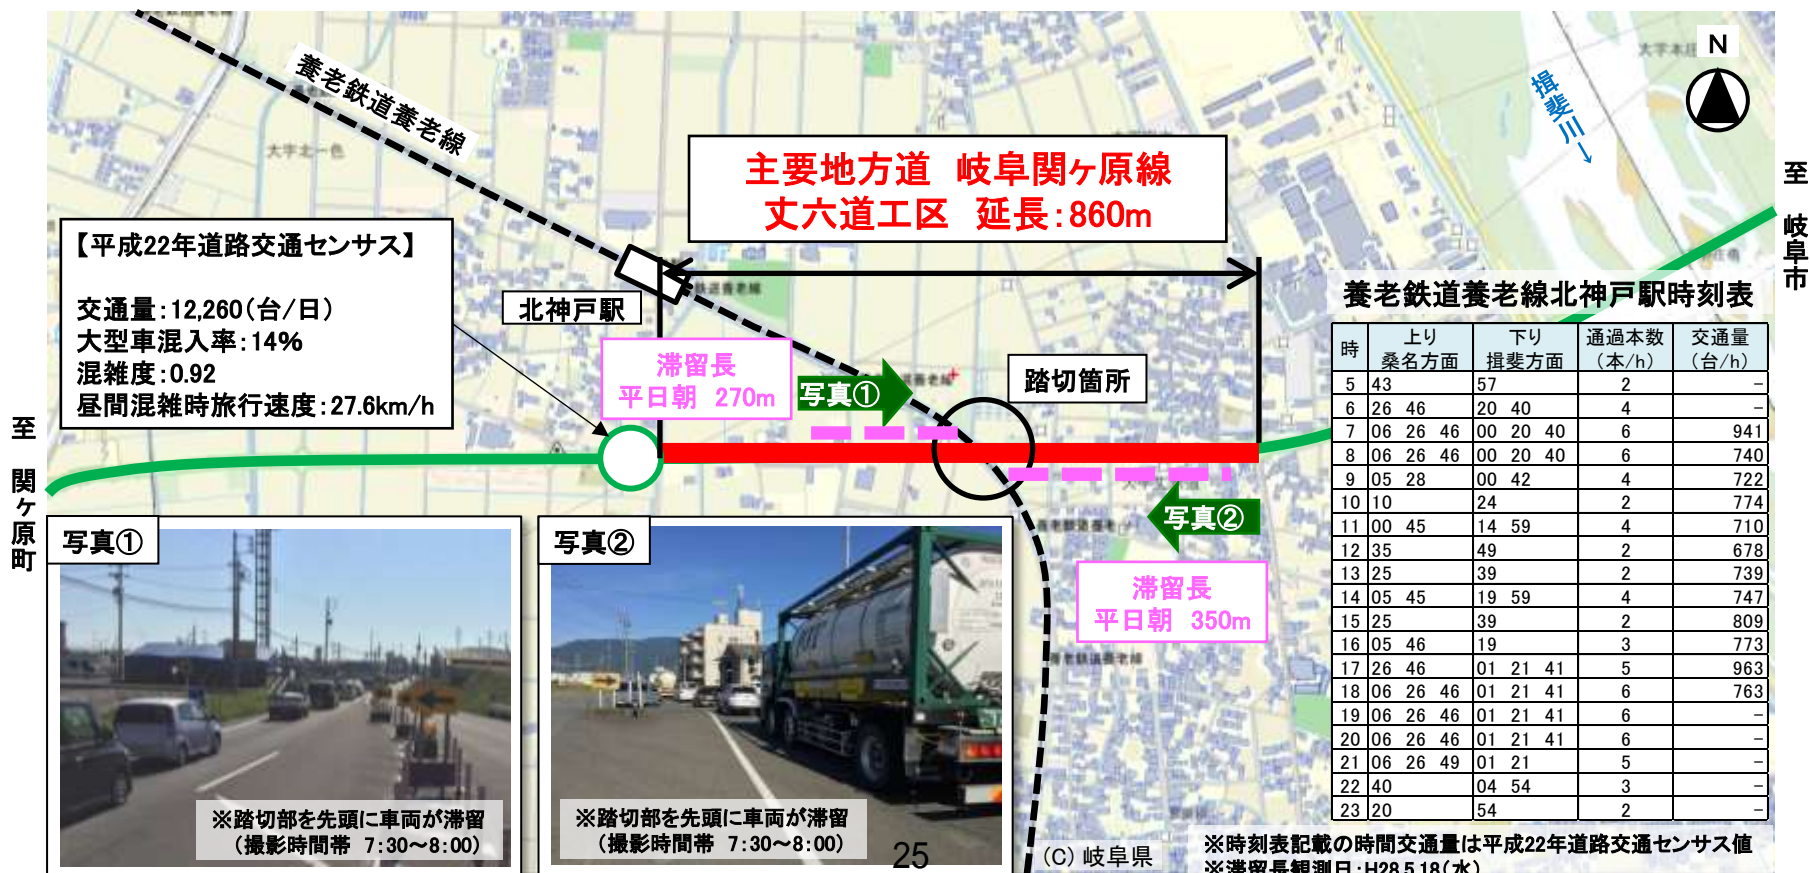 養老鉄道養老線
大字北一色
主要地方道 岐阜関ヶ原線
丈六道工区 延長:860m
揖斐川→
N
至 岐阜市
【平成22年道路交通センサス】
交通量:12,260(台/日)
大型車混入率:14%
混雑度:0.92
昼間混雑時旅行速度:27.6km/h
北神戸駅
滞留長
平日朝 270m
写真①
踏切箇所
至 関ヶ原町
写真②
滞留長
平日朝 350m
養老鉄道養老線北神戸駅時刻表
時 上り 桑名方面 下り 揖斐方面 通過本数 (本/h) 交通量 (台/h)
5 43 57 2 -
6 26 46 20 40 4 -
7 06 26 46 00 20 40 6 941
8 06 26 46 00 20 40 6 740
9 05 28 00 42 4 722
10 10 24 2 774
11 00 45 14 59 4 710
12 35 49 2 678
13 25 39 2 739
14 05 45 19 59 4 747
15 25 39 2 809
16 05 46 19 3 773
17 26 46 01 21 41 5 963
18 06 26 46 01 21 41 6 763
19 06 26 46 01 21 41 6 -
20 06 26 46 01 21 41 6 -
21 06 26 49 01 21 5 -
22 40 04 54 3 -
23 20 54 2 -
写真①
※踏切部を先頭に車両が滞留
(撮影時間帯 7:30~8:00)
写真②
※踏切部を先頭に車両が滞留
(撮影時間帯 7:30~8:00)
25
(C) 岐阜県
※時刻表記載の時間交通量は平成22年道路交通センサス値
※滞留長観測日:H28.5.18(水)